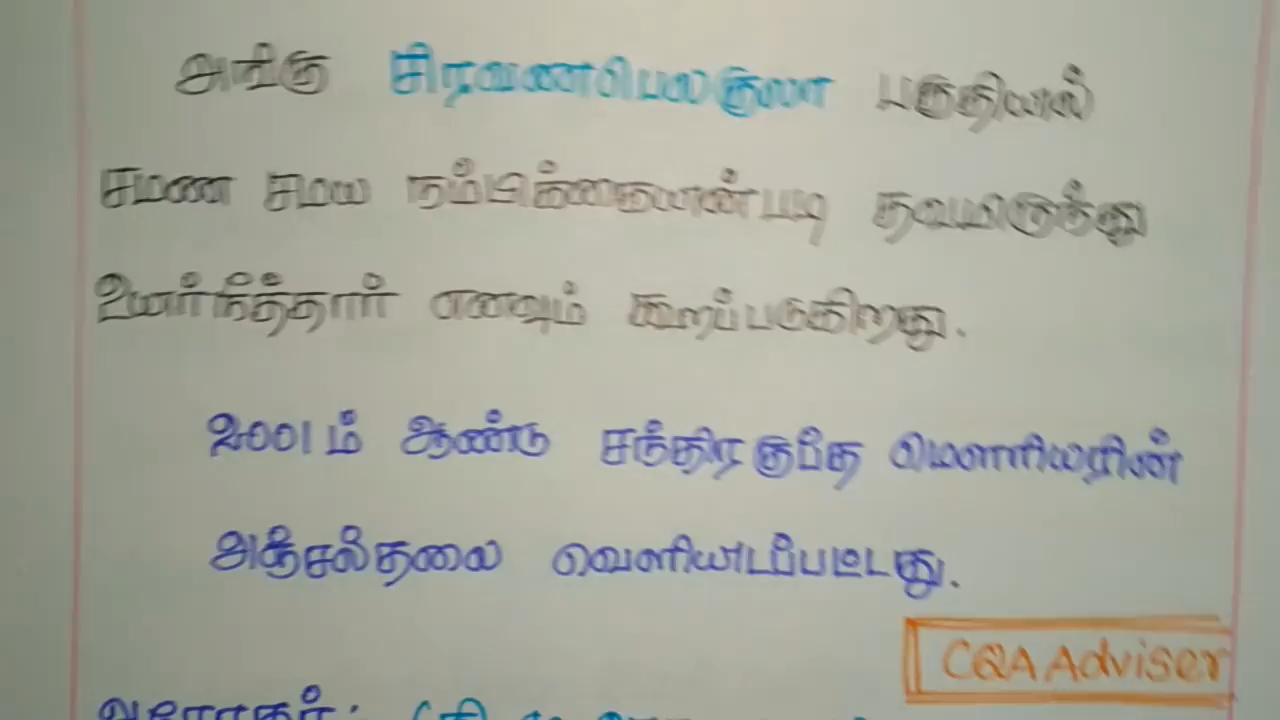 அங்கு சிரவணபெலகுலா பகுதியில்
சமண சமய நம்பிக்கையின்படி தவமிருந்து
உயிர்நீத்தார் எனவும் கூறப்படுகிறது.
2001ம் ஆண்டு சந்திரகுப்த மௌரியரின்
அஞ்சல்தலை வெளியிடப்பட்டது.
CQA Adviser